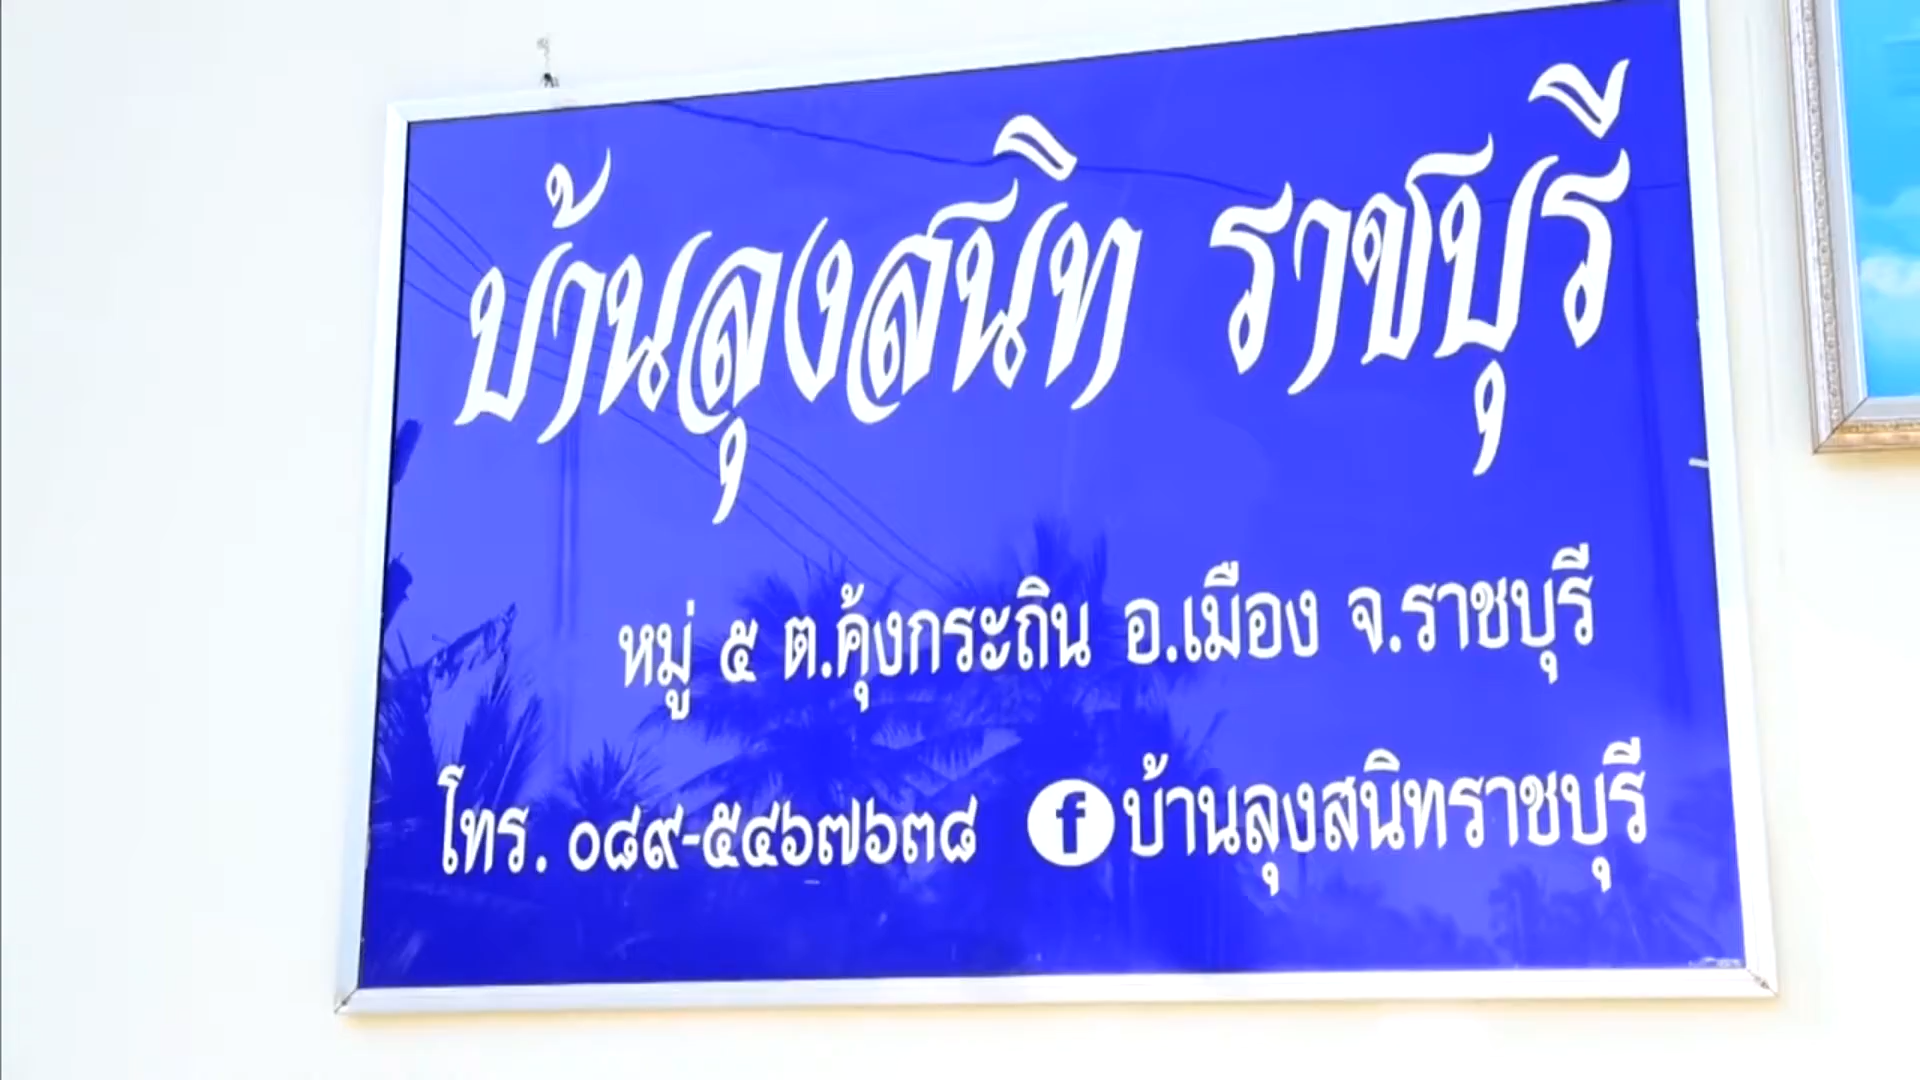 บ้านลุงสนิท ราชบุรี
หมู่ ๕ ต.คุ้งกระถิน อ.เมือง จ.ราชบุรี
โทร. ๐๘๙-๕๔๖๗๖๓๘ f บ้านลุงสนิทราชบุรี